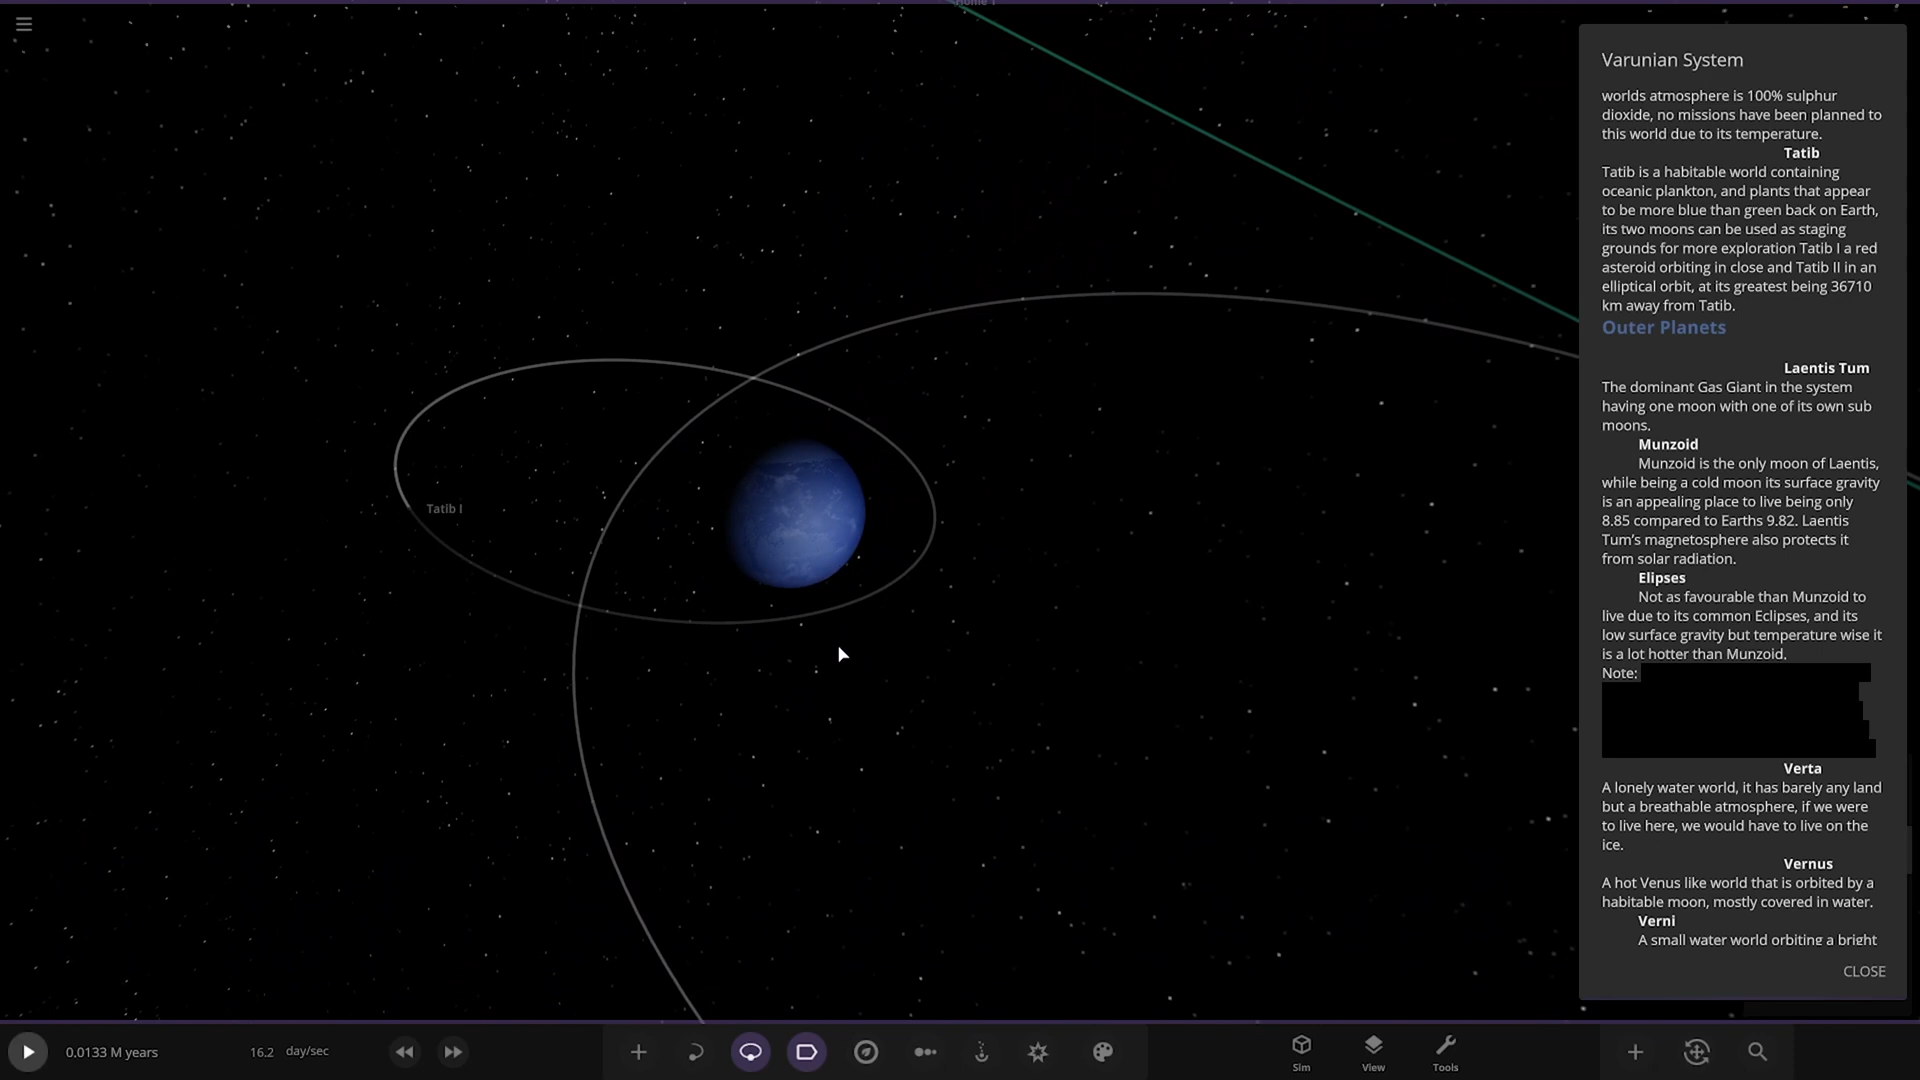 Home 1
Varunian System
worlds atmosphere is 100% sulphur
dioxide, no missions have been planned to
this world due to its temperature.
Tatib
Tatib is a habitable world containing
oceanic plankton, and plants that appear
to be more blue than green back on Earth,
its two moons can be used as staging
grounds for more exploration Tatib I a red
asteroid orbiting in close and Tatib II in an
elliptical orbit, at its greatest being 36710
km away from Tatib.
Outer Planets
Laentis Tum
The dominant Gas Giant in the system
having one moon with one of its own sub
moons.
Munzoid
Munzoid is the only moon of Laentis,
while being a cold moon its surface gravity
is an appealing place to live being only
8.85 compared to Earths 9.82. Laentis
Tum's magnetosphere also protects it
from solar radiation.
Elipses
Not as favourable than Munzoid to
live due to its common Eclipses, and its
low surface gravity but temperature wise it
is a lot hotter than Munzoid.
Note:
Verta
A lonely water world, it has barely any land
but a breathable atmosphere, if we were
to live here, we would have to live on the
ice.
Vernus
A hot Venus like world that is orbited by a
habitable moon, mostly covered in water.
Verni
A small water world orbiting a bright
CLOSE
Tatib I
0.0133 M years
16.2 day/sec
Sim
View
Tools